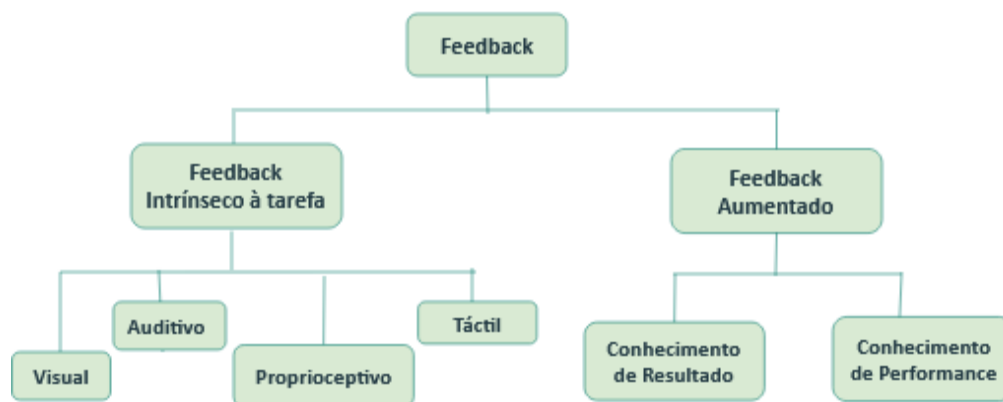 Feedback
Feedback
Intrínseco à tarefa
Feedback
Aumentado
Visual
Auditivo
Proprioceptivo
Táctil
Conhecimento
de Resultado
Conhecimento
de Performance